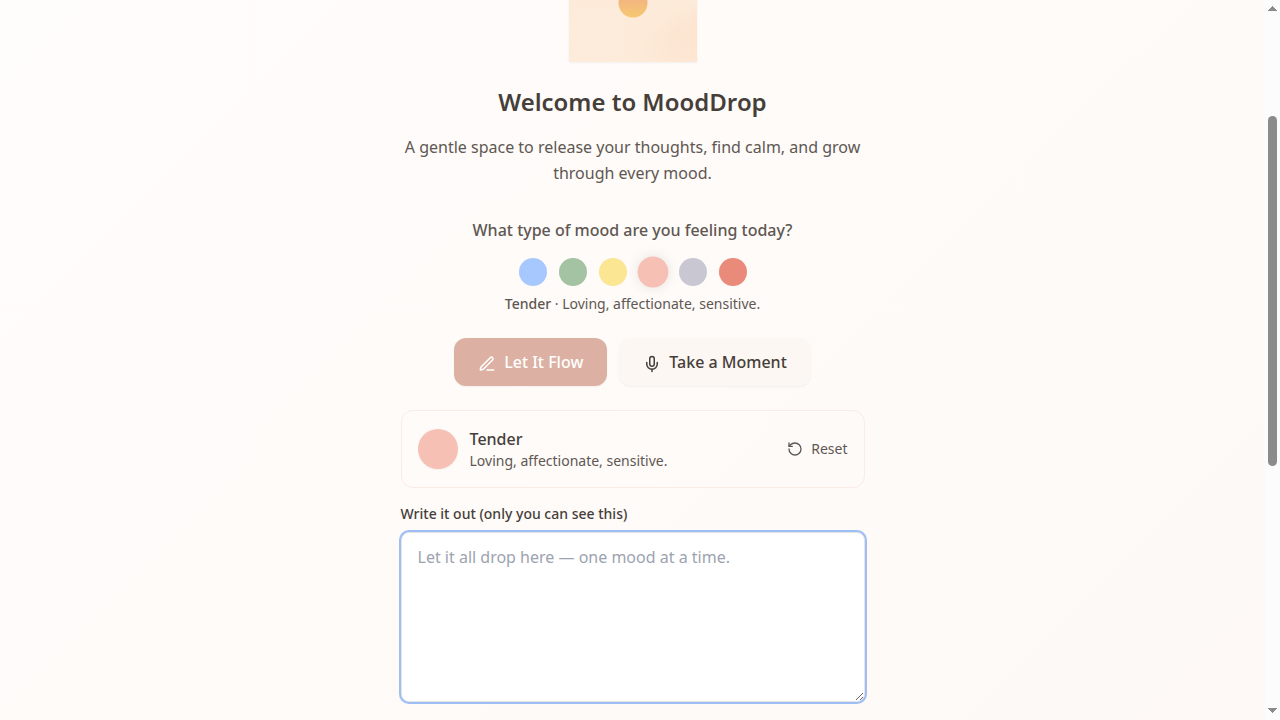 Welcome to MoodDrop
A gentle space to release your thoughts, find calm, and grow
through every mood.
What type of mood are you feeling today?
Tender · Loving, affectionate, sensitive.
Let It Flow
Take a Moment
Tender
Loving, affectionate, sensitive.
Reset
Write it out (only you can see this)
Let it all drop here — one mood at a time.